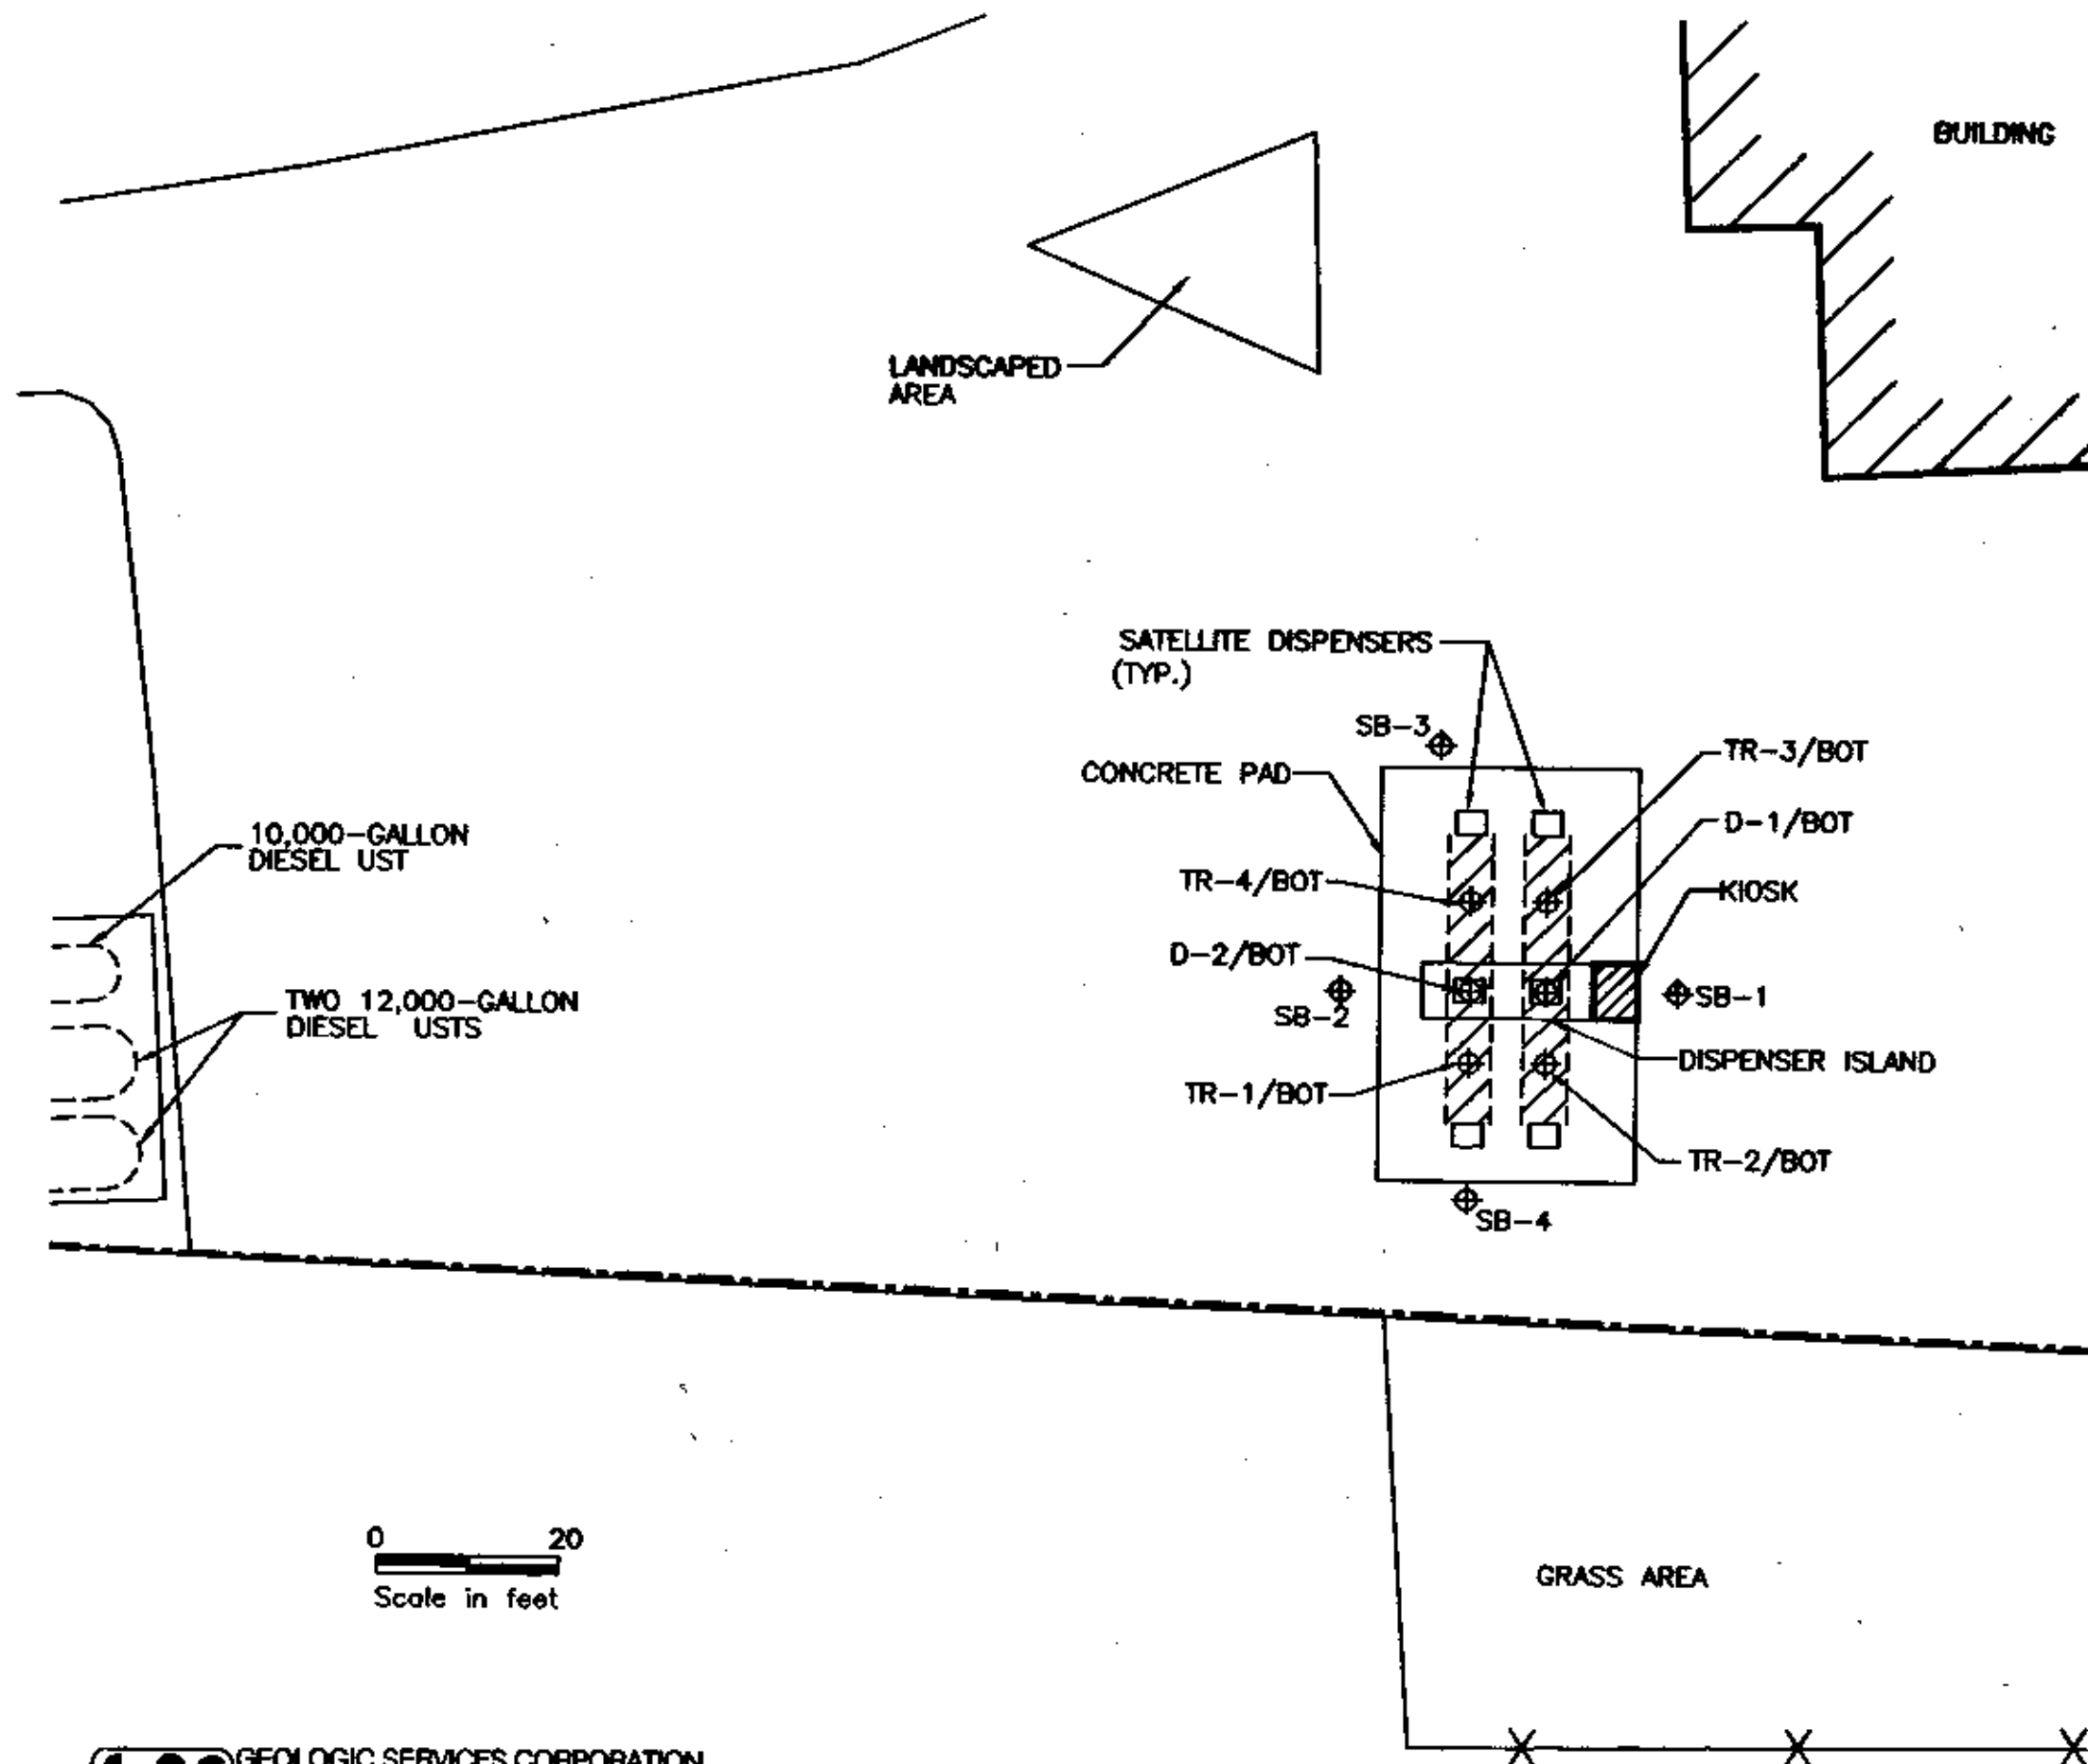 BUILDING
LANDSCAPED
AREA
SATELLITE DISPENSERS
(TYP.)
SB-3
TR-3/BOT
CONCRETE PAD
D-1/BOT
10,000-GALLON
DIESEL UST
TR-4/BOT
KIOSK
D-2/BOT
TWO 12,000-GALLON
DIESEL USTS
SB-2
SB-1
DISPENSER ISLAND
TR-1/BOT
TR-2/BOT
SB-4
0 20
Scale in feet
GRASS AREA
GEOLOGIC SERVICES CORPORATION